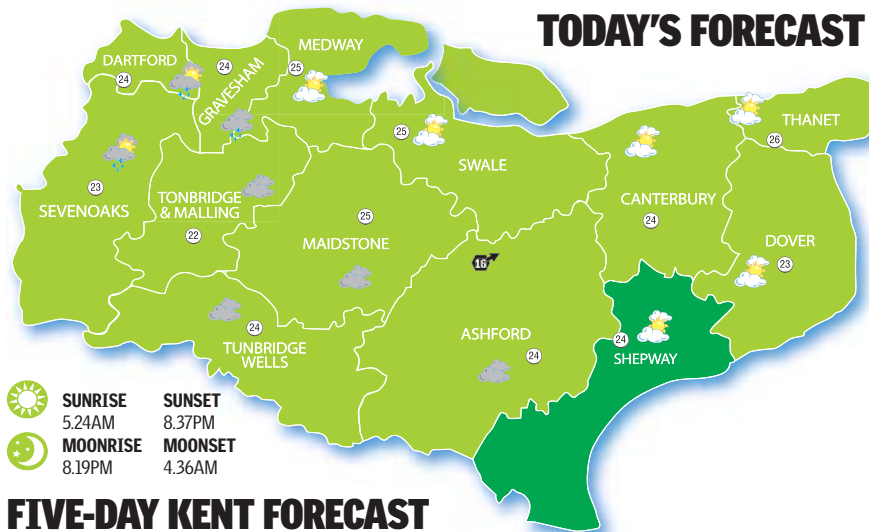 TODAY'S FORECAST
MEDWAY
25
DARTFORD
24
GRAVESHAM
24
THANET
26
SWALE
25
SEVENOAKS
23
TONBRIDGE
& MALLING
22
CANTERBURY
24
MAIDSTONE
25
DOVER
23
16
TUNBRIDGE
WELLS
24
ASHFORD
24
SHEPWAY
24
SUNRISE
5.24AM
SUNSET
8.37PM
MOONRISE
8.19PM
MOONSET
4.36AM
FIVE-DAY KENT FORECAST